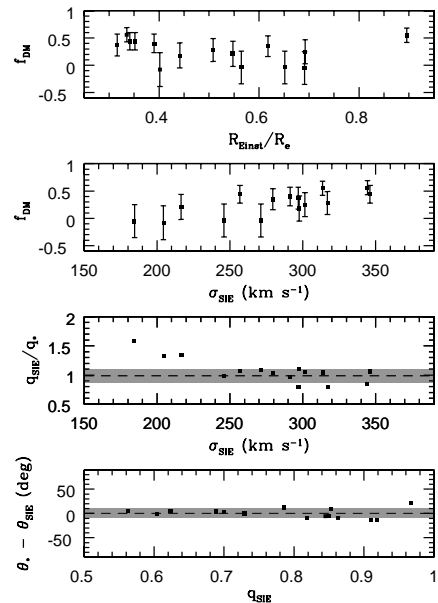 1
0.5
0
-0.5
f_DM
0.4 0.6 0.8
R_Einst/R_e
1
0.5
0
-0.5
f_DM
150 200 250 300 350
σ_SIE (km s⁻¹)
2
1.5
1
0.5
q_SIE/q_*
150 200 250 300 350
σ_SIE (km s⁻¹)
50
0
-50
θ_* - θ_SIE (deg)
0.5 0.6 0.7 0.8 0.9 1
q_SIE